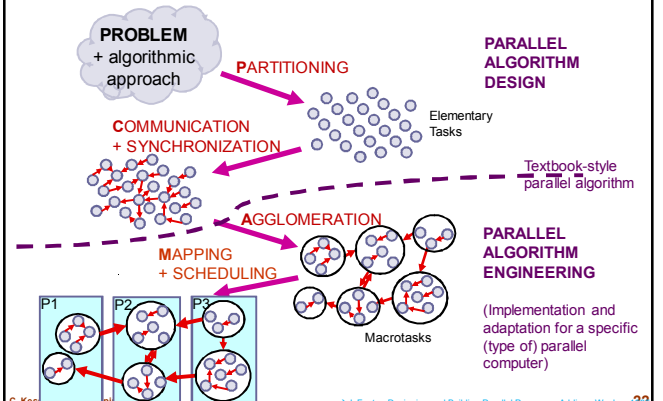 PROBLEM
+ algorithmic
approach
PARTITIONING
PARALLEL
ALGORITHM
DESIGN
Elementary
Tasks
COMMUNICATION
+ SYNCHRONIZATION
Textbook-style
parallel algorithm
AGGLOMERATION
MAPPING
+ SCHEDULING
PARALLEL
ALGORITHM
ENGINEERING
(Implementation and
adaptation for a specific
(type of) parallel
computer)
Macrotasks
P1
P2
P3